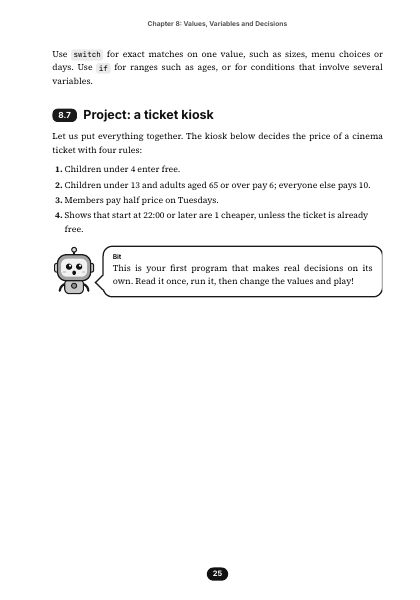 Chapter 8: Values, Variables and Decisions
Use switch for exact matches on one value, such as sizes, menu choices or
days. Use if for ranges such as ages, or for conditions that involve several
variables.
8.7 Project: a ticket kiosk
Let us put everything together. The kiosk below decides the price of a cinema
ticket with four rules:
1. Children under 4 enter free.
2. Children under 13 and adults aged 65 or over pay 6; everyone else pays 10.
3. Members pay half price on Tuesdays.
4. Shows that start at 22:00 or later are 1 cheaper, unless the ticket is already
free.
Bit
This is your first program that makes real decisions on its
own. Read it once, run it, then change the values and play!
25